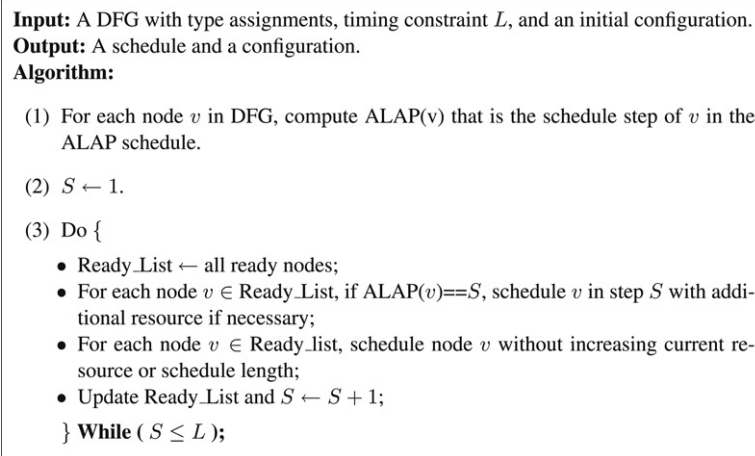 Input: A DFG with type assignments, timing constraint L, and an initial configuration.
Output: A schedule and a configuration.
Algorithm:
(1) For each node v in DFG, compute ALAP(v) that is the schedule step of v in the
ALAP schedule.
(2) S ← 1.
(3) Do {
• Ready_List ← all ready nodes;
• For each node v ∈ Ready_List, if ALAP(v)==S, schedule v in step S with addi-
tional resource if necessary;
• For each node v ∈ Ready_list, schedule node v without increasing current re-
source or schedule length;
• Update Ready_List and S ← S + 1;
} While ( S ≤ L );